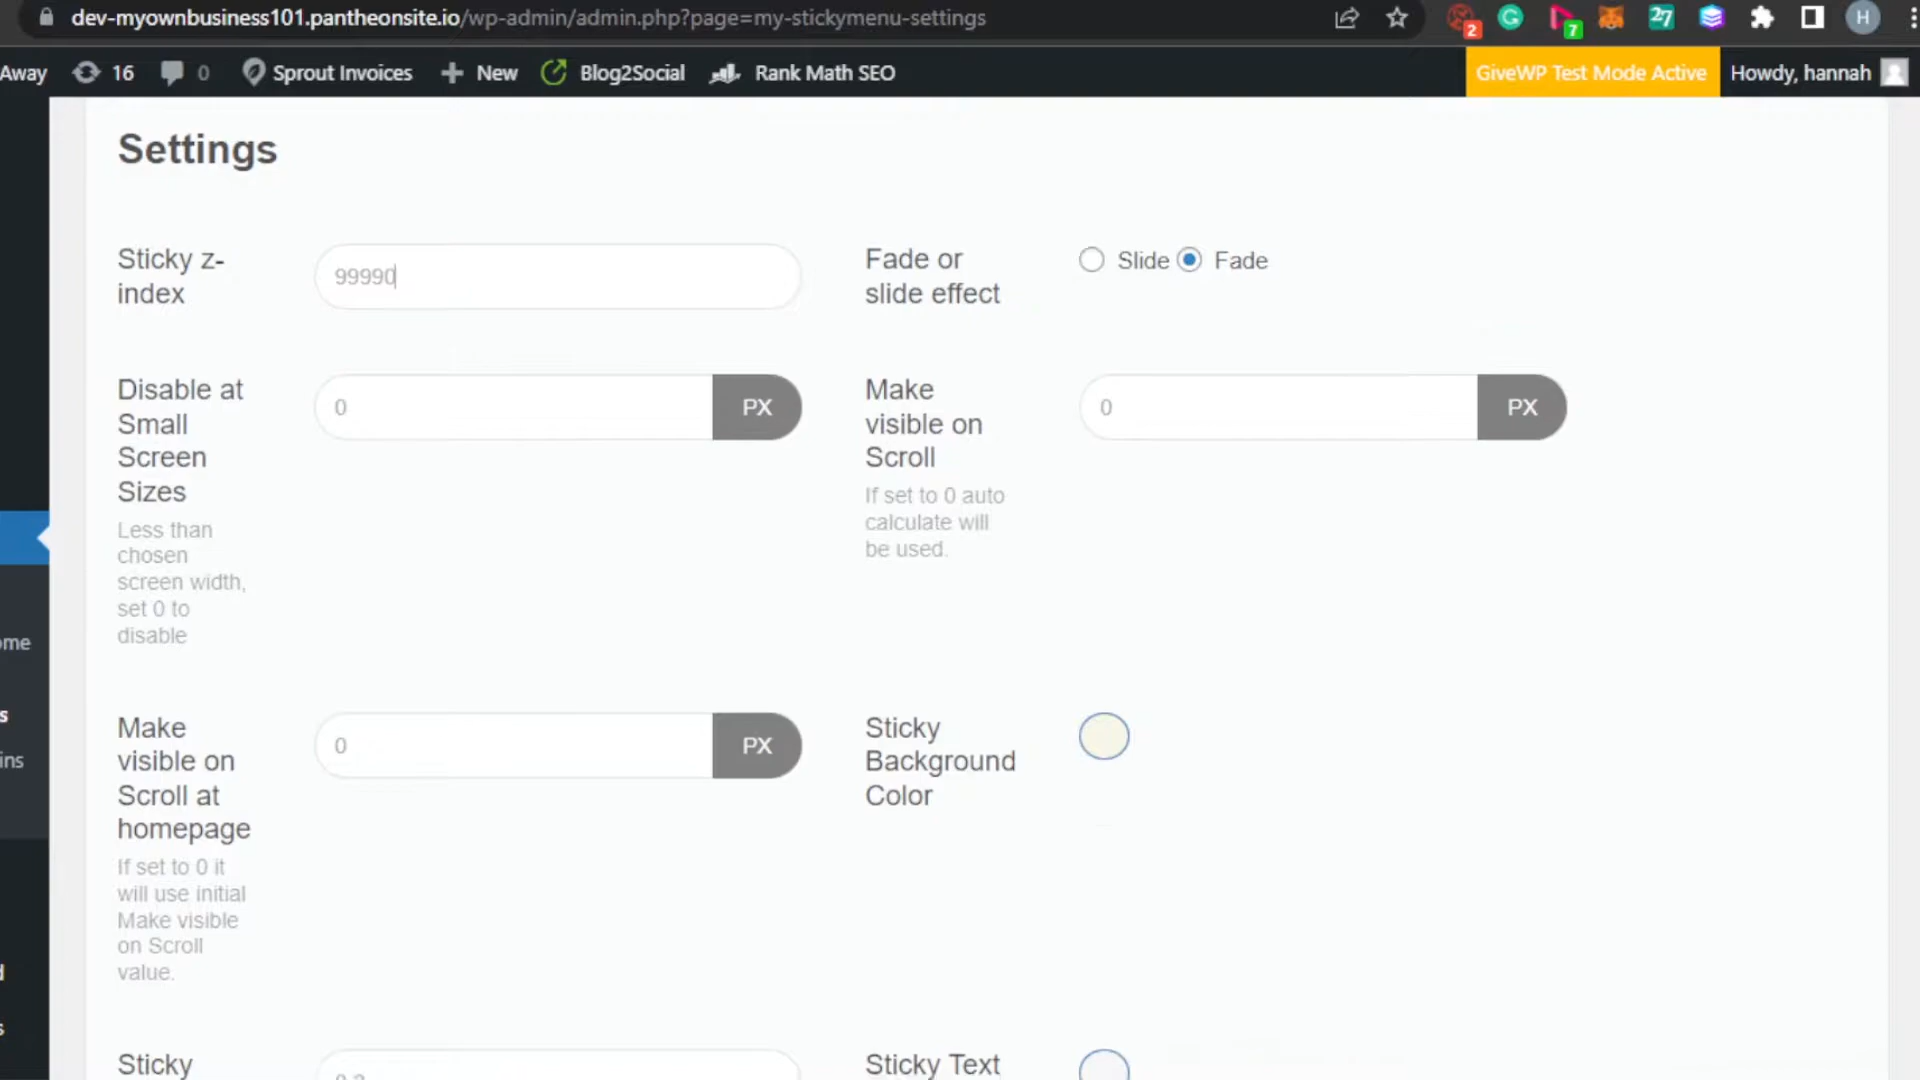 dev-myownbusiness101.pantheonsite.io/wp-admin/admin.php?page=my-stickymenu-settings
2
7
27
H
Away 16 0 Sprout Invoices New Blog2Social Rank Math SEO GiveWP Test Mode Active Howdy, hannah
Settings
Sticky z-
index
99990
Fade or
slide effect
Slide Fade
Disable at
Small
Screen
Sizes
Less than
chosen
screen width,
set 0 to
disable
0 PX
Make
visible on
Scroll
If set to 0 auto
calculate will
be used.
0 PX
Make
visible on
Scroll at
homepage
If set to 0 it
will use initial
Make visible
on Scroll
value.
0 PX
Sticky
Background
Color
Sticky
Sticky Text